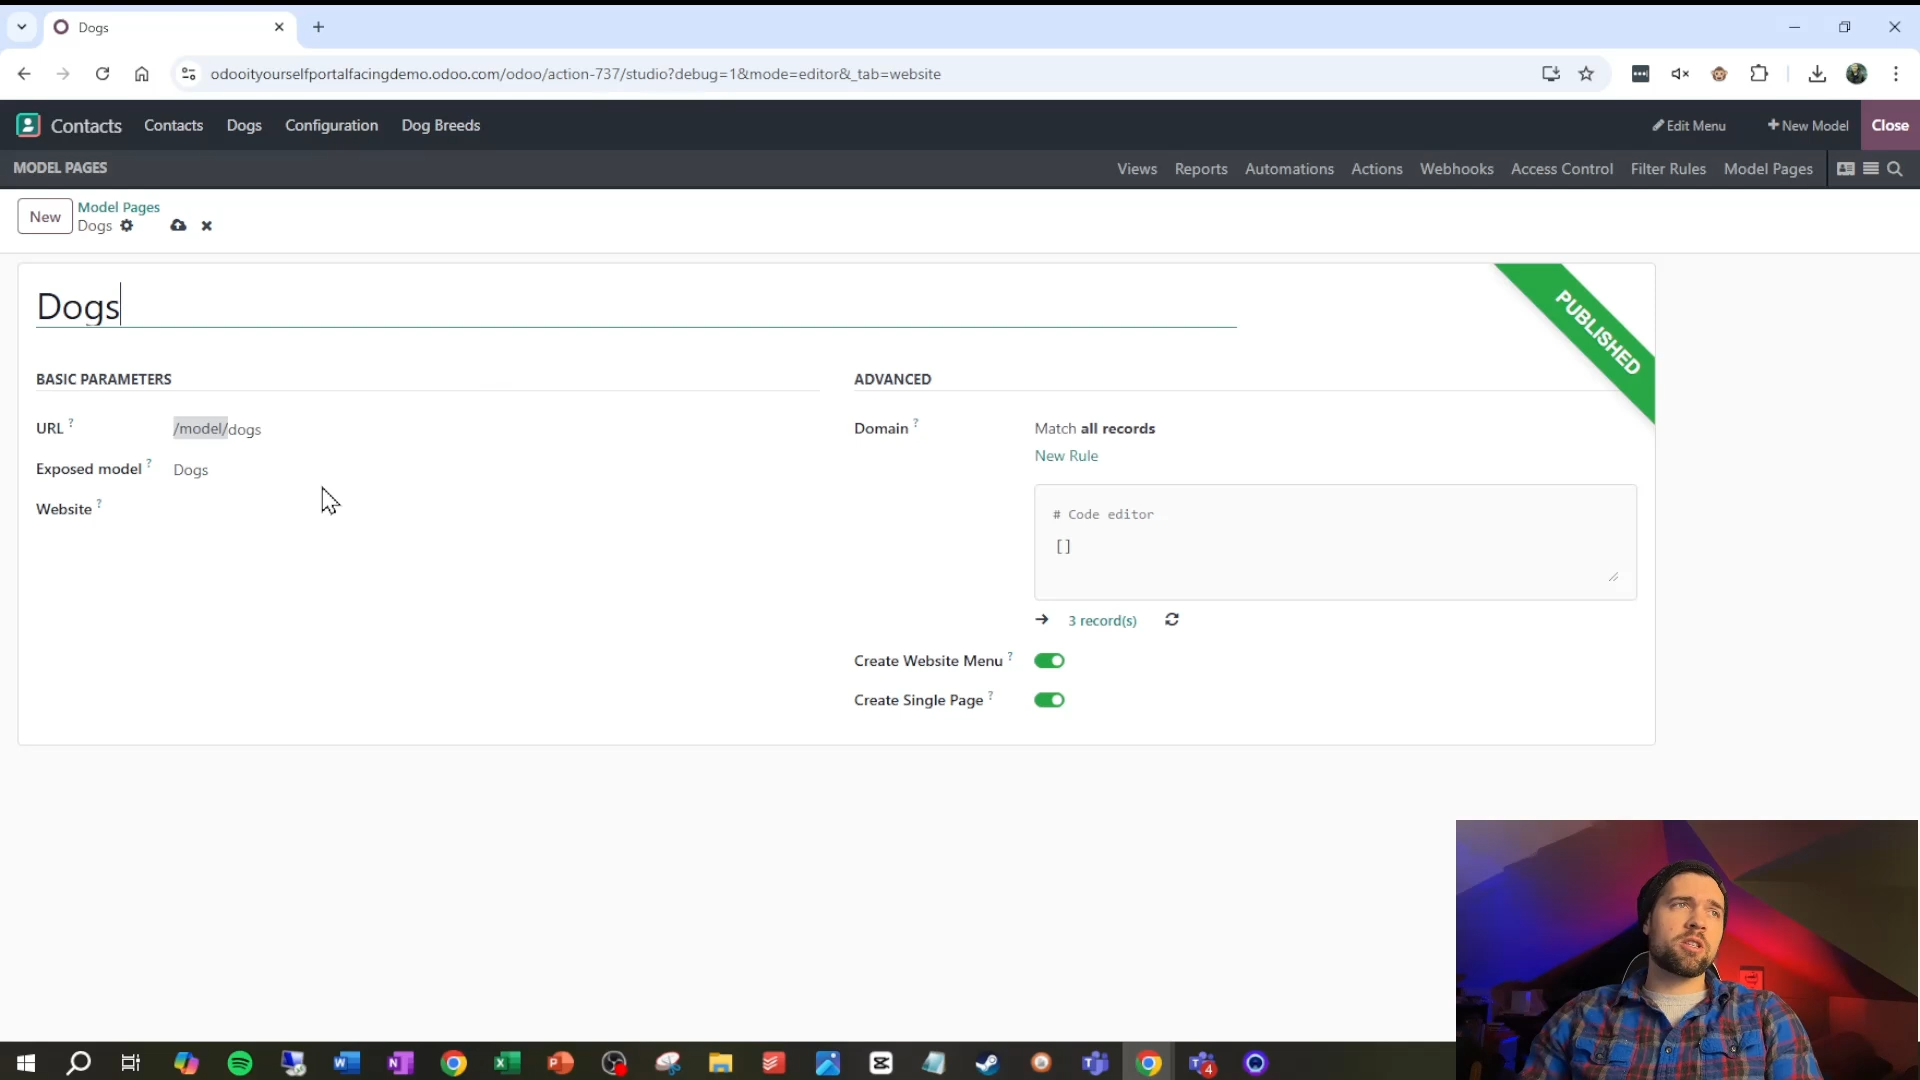 Dogs
odooityourselfportalfacingdemo.odoo.com/odoo/action-737/studio?debug=1&mode=editor&_tab=website
Contacts Contacts Dogs Configuration Dog Breeds Edit Menu New Model Close
MODEL PAGES Views Reports Automations Actions Webhooks Access Control Filter Rules Model Pages
New Model Pages
Dogs
Dogs
PUBLISHED
BASIC PARAMETERS
URL ? /model/dogs
Exposed model ? Dogs
Website ?
ADVANCED
Domain ? Match all records
New Rule
# Code editor
[]
3 record(s)
Create Website Menu ?
Create Single Page ?
4